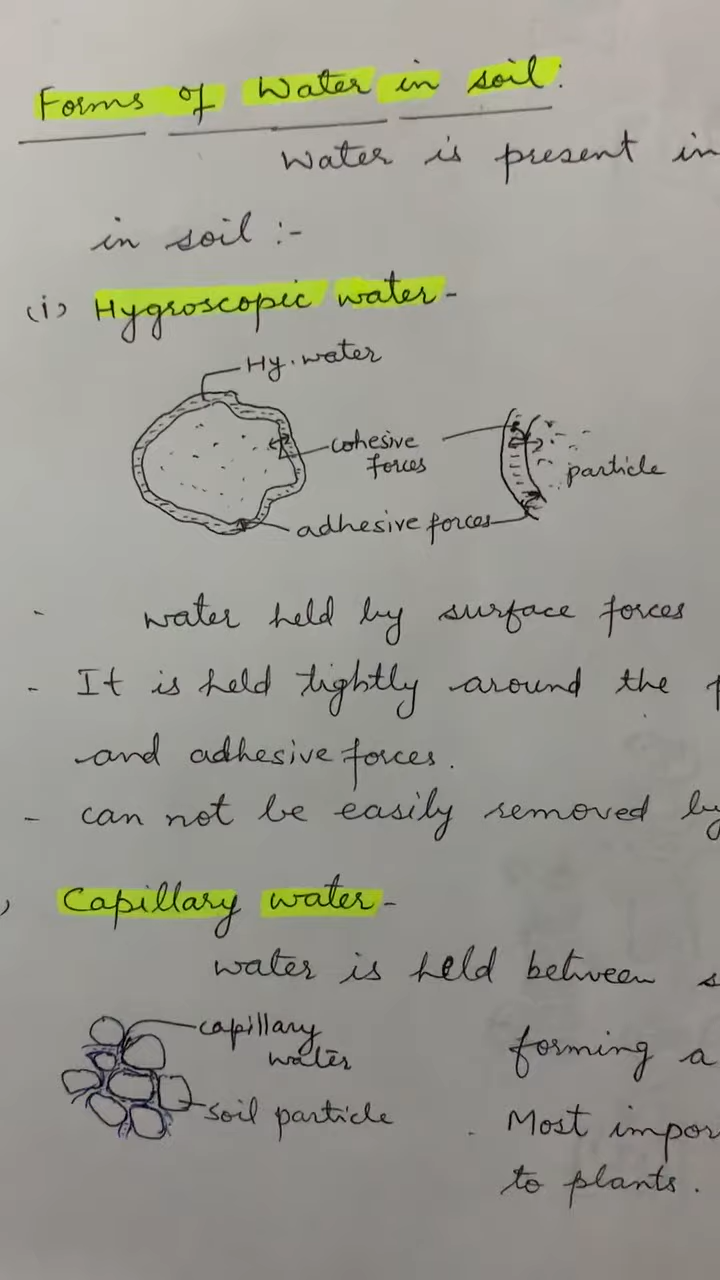 Forms of Water in soil:
Water is present in
in soil :-
(i) Hygroscopic water -
Hy. water
cohesive
forces
particle
adhesive forces
- water held by surface forces
- It is held tightly around the
and adhesive forces.
- can not be easily removed by
) Capillary water -
water is held between s
capillary
water
forming a
soil particle
. Most impor
to plants.